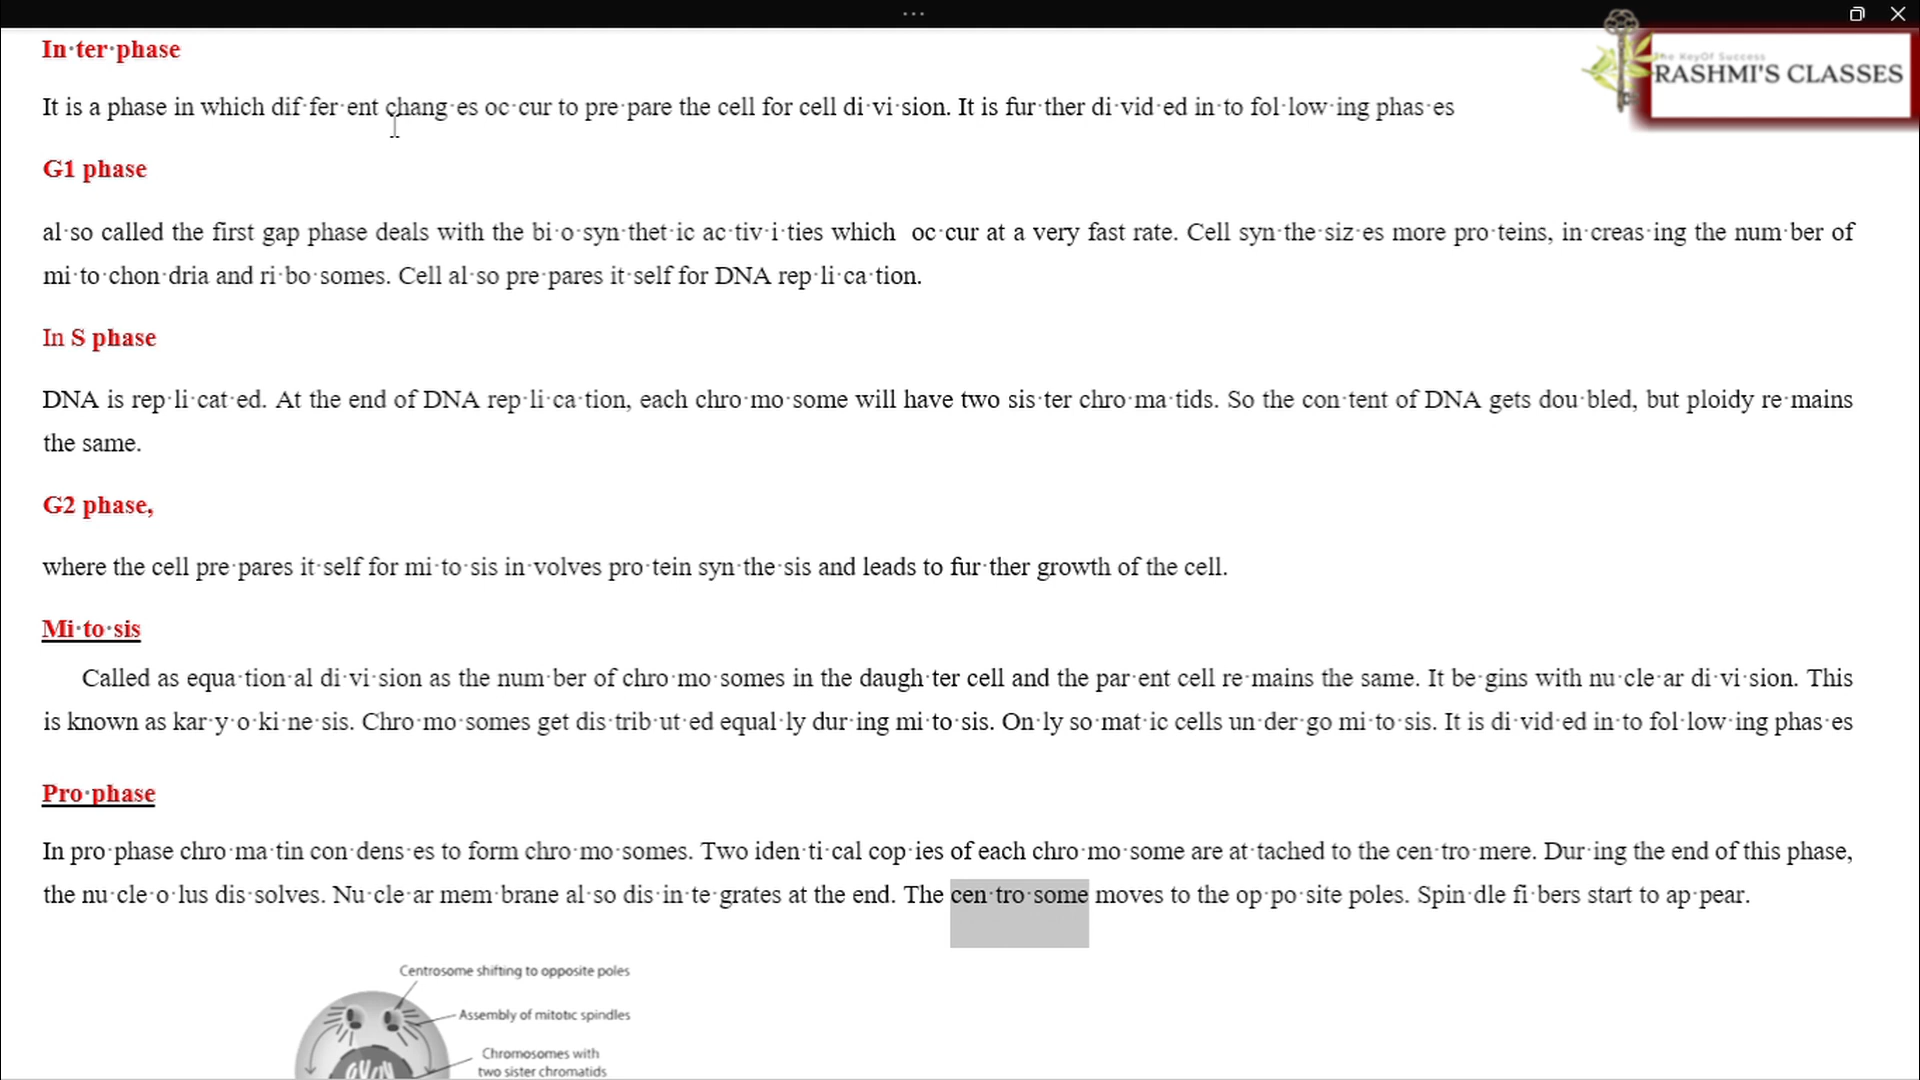 ...
In·ter·phase
The KeyOf Success
RASHMI'S CLASSES
It is a phase in which dif·fer·ent chang·es oc·cur to pre·pare the cell for cell di·vi·sion. It is fur·ther di·vid·ed in·to fol·low·ing phas·es
G1 phase
al·so called the first gap phase deals with the bi·o·syn·thet·ic ac·tiv·i·ties which  oc·cur at a very fast rate. Cell syn·the·siz·es more pro·teins, in·creas·ing the num·ber of
mi·to·chon·dria and ri·bo·somes. Cell al·so pre·pares it·self for DNA rep·li·ca·tion.
In S phase
DNA is rep·li·cat·ed. At the end of DNA rep·li·ca·tion, each chro·mo·some will have two sis·ter chro·ma·tids. So the con·tent of DNA gets dou·bled, but ploidy re·mains
the same.
G2 phase,
where the cell pre·pares it·self for mi·to·sis in·volves pro·tein syn·the·sis and leads to fur·ther growth of the cell.
Mi·to·sis
Called as equa·tion·al di·vi·sion as the num·ber of chro·mo·somes in the daugh·ter cell and the par·ent cell re·mains the same. It be·gins with nu·cle·ar di·vi·sion. This
is known as kar·y·o·ki·ne·sis. Chro·mo·somes get dis·trib·ut·ed equal·ly dur·ing mi·to·sis. On·ly so·mat·ic cells un·der·go mi·to·sis. It is di·vid·ed in·to fol·low·ing phas·es
Pro·phase
In pro·phase chro·ma·tin con·dens·es to form chro·mo·somes. Two iden·ti·cal cop·ies of each chro·mo·some are at·tached to the cen·tro·mere. Dur·ing the end of this phase,
the nu·cle·o·lus dis·solves. Nu·cle·ar mem·brane al·so dis·in·te·grates at the end. The cen·tro·some moves to the op·po·site poles. Spin·dle fi·bers start to ap·pear.
Centrosome shifting to opposite poles
Assembly of mitotic spindles
Chromosomes with
two sister chromatids